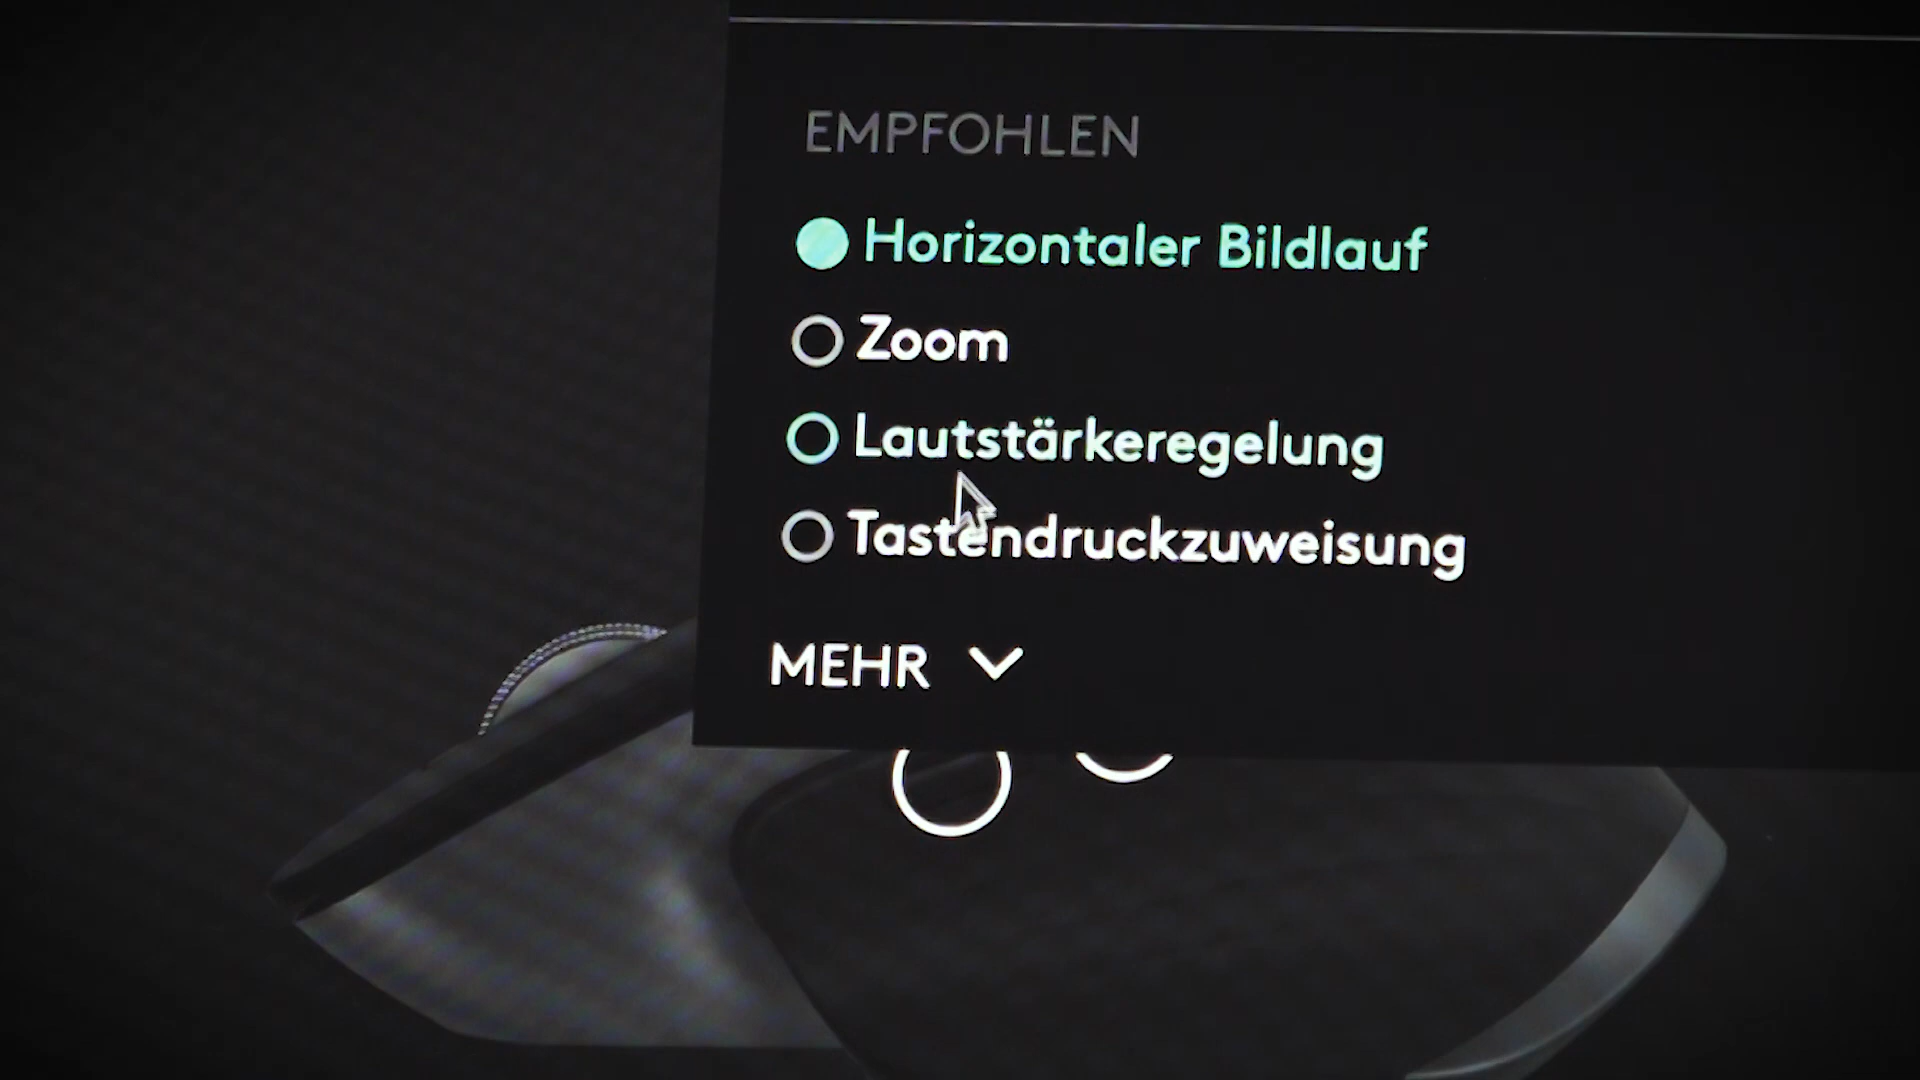 EMPFOHLEN
Horizontaler Bildlauf
Zoom
Lautstärkeregelung
Tastendruckzuweisung
MEHR